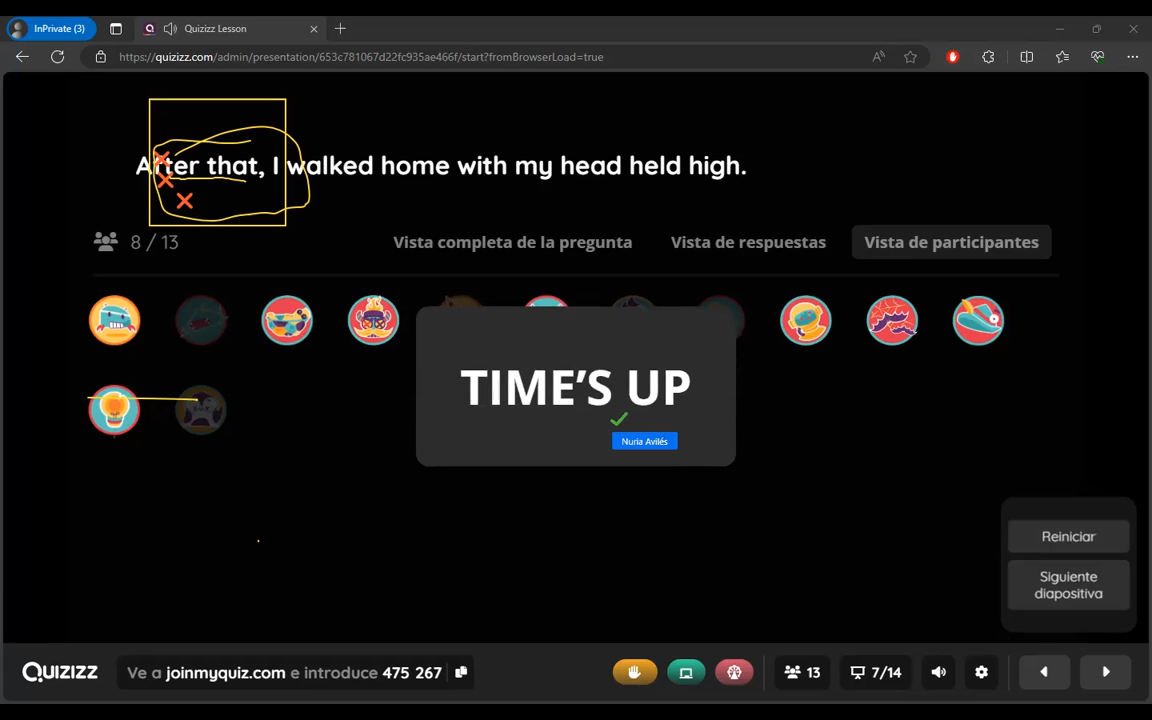 InPrivate (3)
Quizizz Lesson
https://quizizz.com/admin/presentation/653c781067d22fc935ae466f/start?fromBrowserLoad=true
After that, I walked home with my head held high.
8 / 13
Vista completa de la pregunta
Vista de respuestas
Vista de participantes
TIME'S UP
Nuria Avilés
Reiniciar
Siguiente
diapositiva
QUIZIZZ
Ve a joinmyquiz.com e introduce 475 267
13
7/14